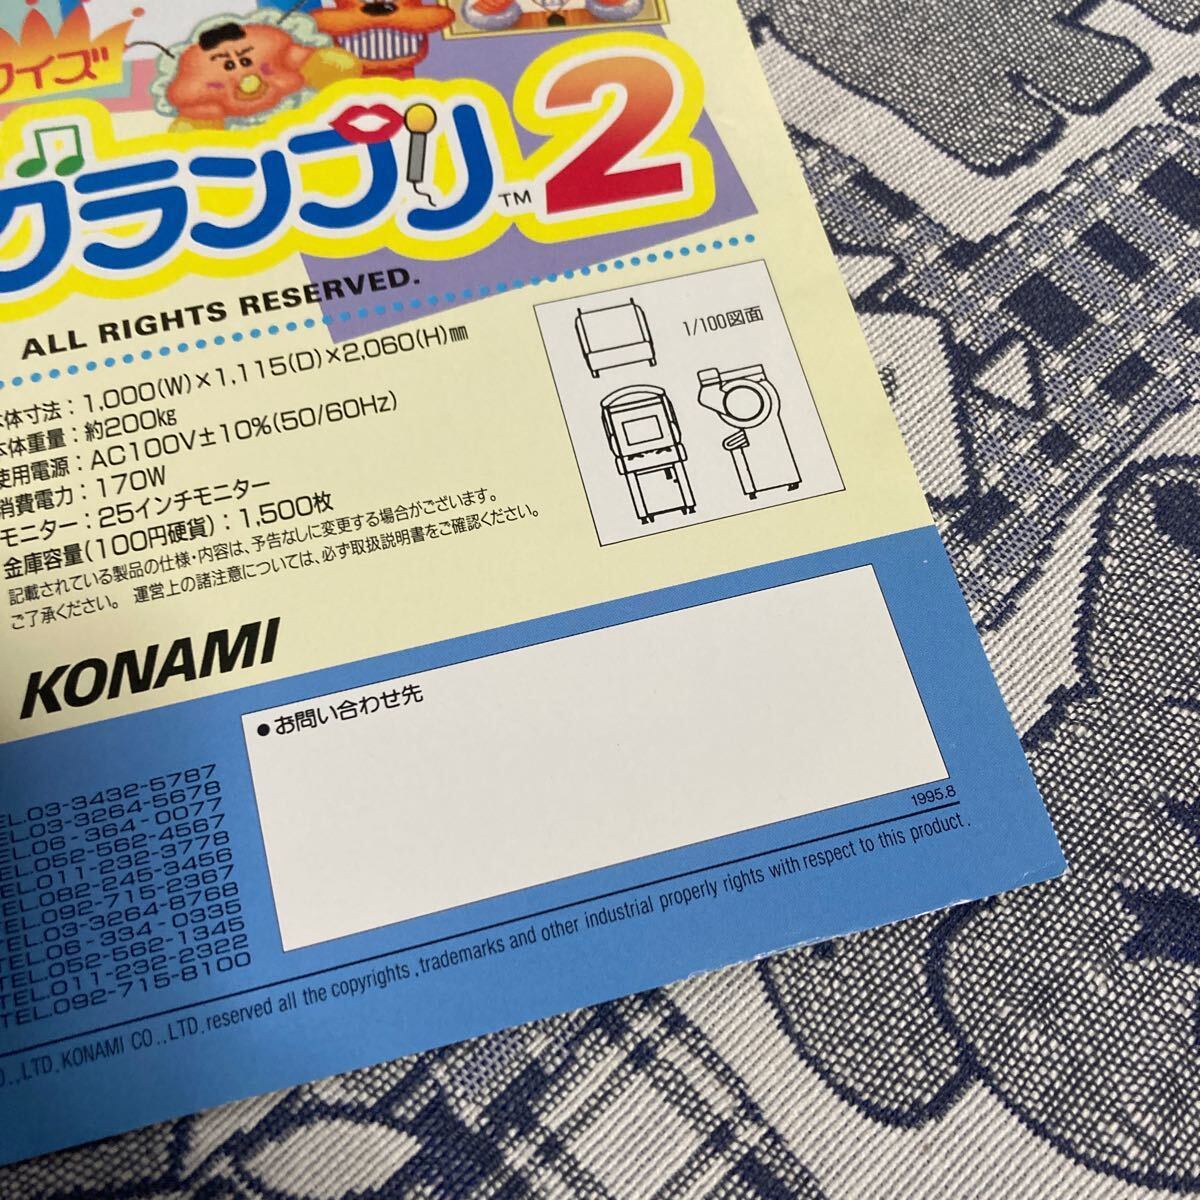 クイズ
グランプリ™2
ALL RIGHTS RESERVED.
本体寸法：1,000(W)×1,115(D)×2,060(H)㎜
本体重量：約200kg
使用電源：AC100V±10%(50/60Hz)
消費電力：170W
モニター：25インチモニター
金庫容量(100円硬貨)：1,500枚
記載されている製品の仕様・内容は、予告なしに変更する場合がございます。
ご了承ください。 運営上の諸注意については、必ず取扱説明書をご確認ください。
1/100図面
KONAMI
●お問い合わせ先
TEL.03-3432-5787
TEL.03-3264-5678
TEL.06-364-0077
TEL.052-562-4567
TEL.011-232-3778
TEL.082-245-3456
TEL.092-715-2367
TEL.03-3264-8768
TEL.06-334-0335
TEL.052-562-1345
TEL.011-232-2322
TEL.092-715-8100
1995.8
.,LTD. KONAMI CO.,LTD. reserved all the copyrights, trademarks and other industrial properly rights with respect to this product.